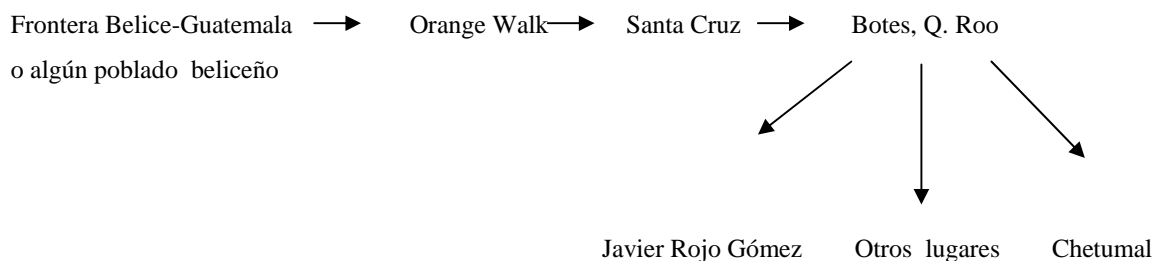 Frontera Belice-Guatemala Orange Walk Santa Cruz Botes, Q. Roo
o algún poblado beliceño
Javier Rojo Gómez Otros lugares Chetumal